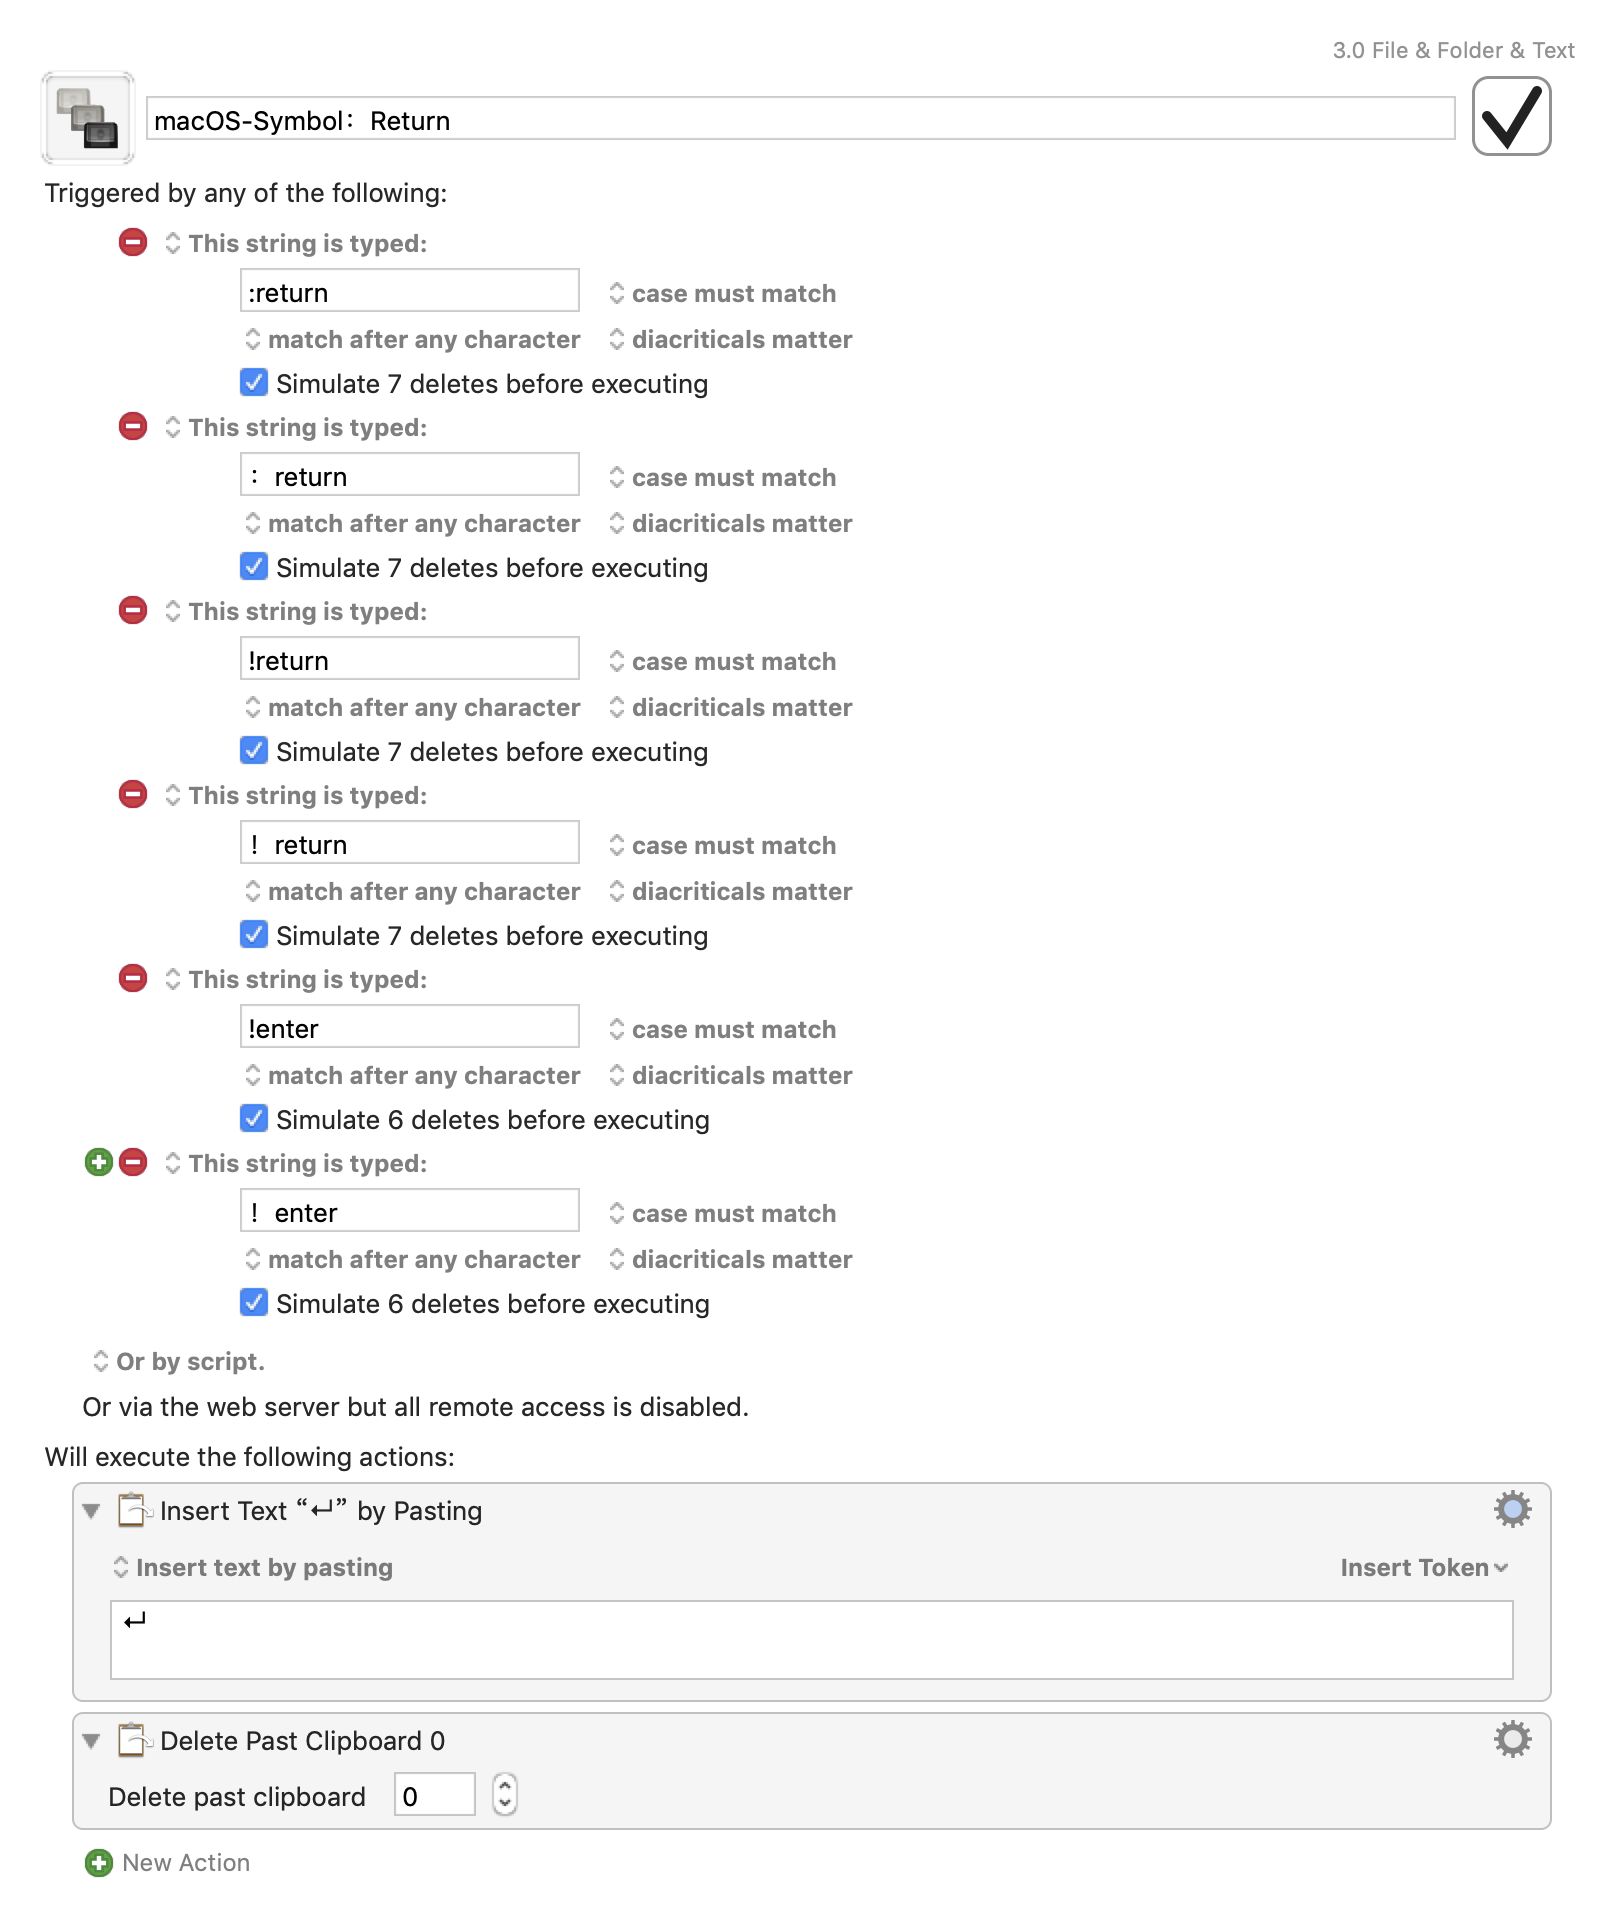 3.0 File & Folder & Text
macOS-Symbol：Return
Triggered by any of the following:
This string is typed:
:return case must match
match after any character diacriticals matter
Simulate 7 deletes before executing
This string is typed:
：return case must match
match after any character diacriticals matter
Simulate 7 deletes before executing
This string is typed:
!return case must match
match after any character diacriticals matter
Simulate 7 deletes before executing
This string is typed:
！return case must match
match after any character diacriticals matter
Simulate 7 deletes before executing
This string is typed:
!enter case must match
match after any character diacriticals matter
Simulate 6 deletes before executing
This string is typed:
！enter case must match
match after any character diacriticals matter
Simulate 6 deletes before executing
Or by script.
Or via the web server but all remote access is disabled.
Will execute the following actions:
Insert Text “↵” by Pasting
Insert text by pasting Insert Token
↵
Delete Past Clipboard 0
Delete past clipboard 0
New Action